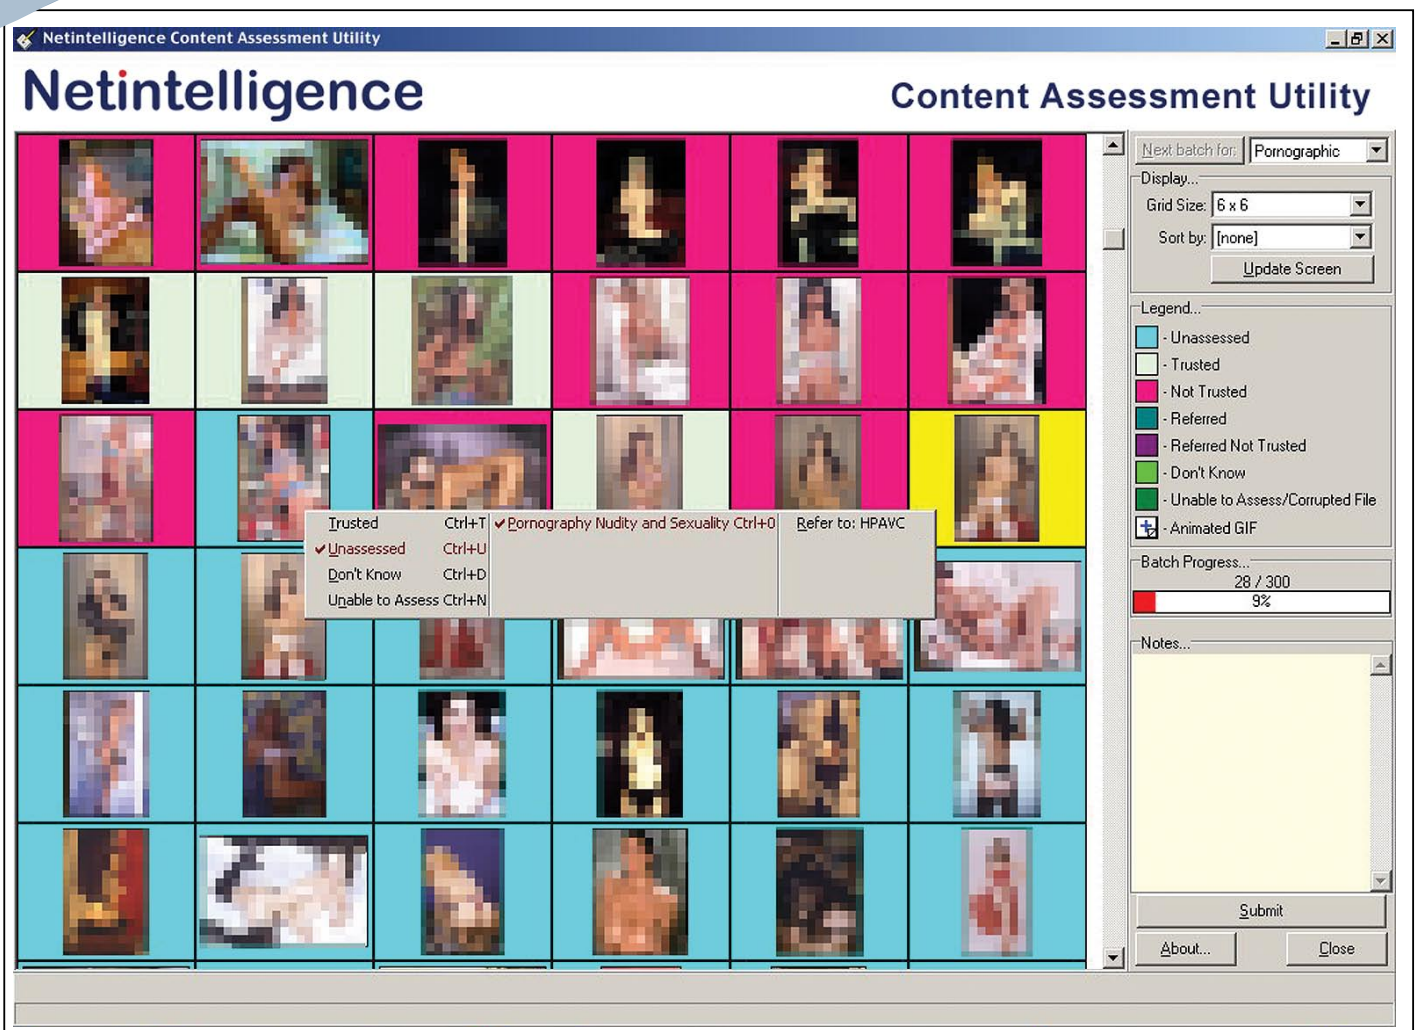 Netintelligence Content Assessment Utility
Netintelligence
Content Assessment Utility
Next batch for: Pornographic
Display...
Grid Size: 6 x 6
Sort by: [none]
Update Screen
Legend...
- Unassessed
- Trusted
- Not Trusted
- Referred
- Referred Not Trusted
- Don't Know
- Unable to Assess/Corrupted File
- Animated GIF
Batch Progress...
28 / 300
9%
Notes...
Submit
About... Close
Trusted Ctrl+T Pornography Nudity and Sexuality Ctrl+0 Refer to: HPAVC
Unassessed Ctrl+U
Don't Know Ctrl+D
Unable to Assess Ctrl+N